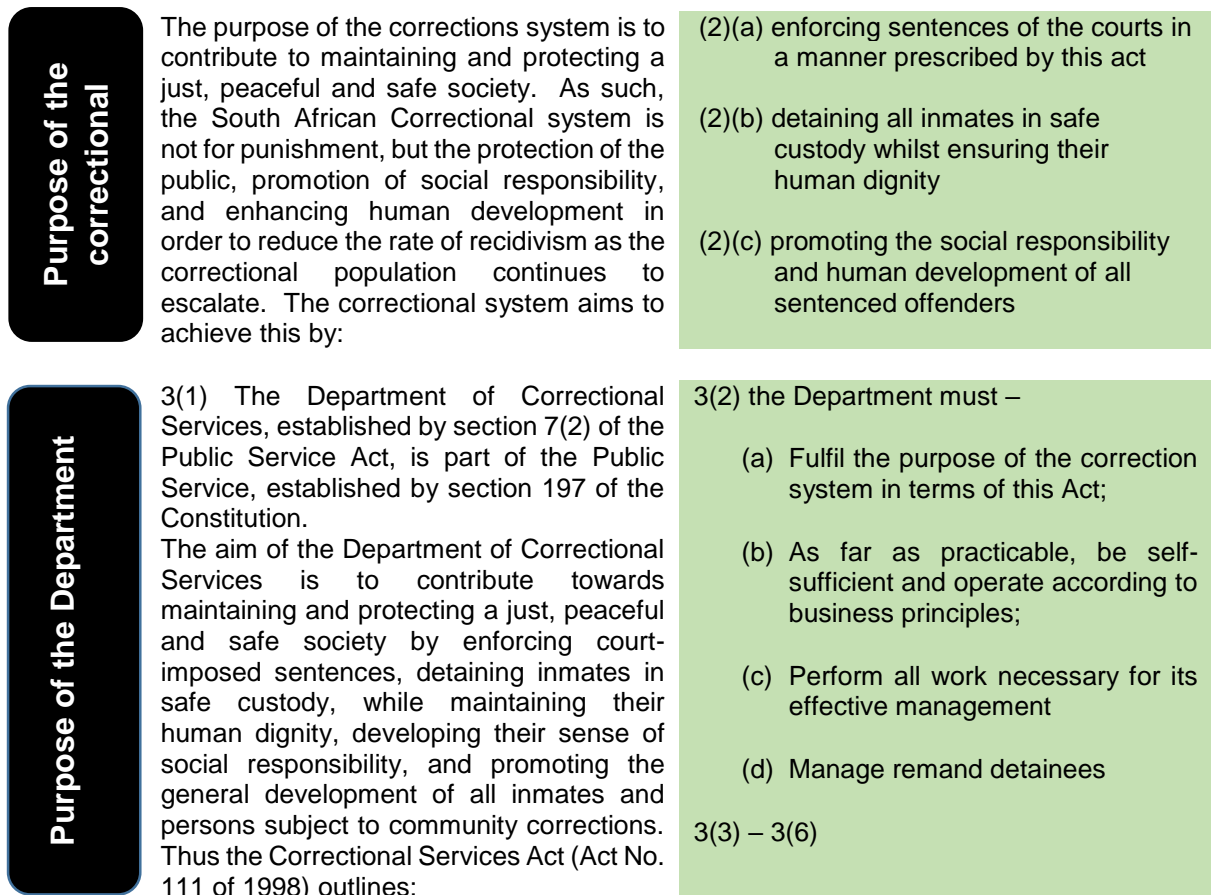 Purpose of the
correctional
The purpose of the corrections system is to
contribute to maintaining and protecting a
just, peaceful and safe society. As such,
the South African Correctional system is
not for punishment, but the protection of the
public, promotion of social responsibility,
and enhancing human development in
order to reduce the rate of recidivism as the
correctional population continues to
escalate. The correctional system aims to
achieve this by:
(2)(a) enforcing sentences of the courts in
a manner prescribed by this act
(2)(b) detaining all inmates in safe
custody whilst ensuring their
human dignity
(2)(c) promoting the social responsibility
and human development of all
sentenced offenders
Purpose of the Department
3(1) The Department of Correctional
Services, established by section 7(2) of the
Public Service Act, is part of the Public
Service, established by section 197 of the
Constitution.
The aim of the Department of Correctional
Services is to contribute towards
maintaining and protecting a just, peaceful
and safe society by enforcing court-
imposed sentences, detaining inmates in
safe custody, while maintaining their
human dignity, developing their sense of
social responsibility, and promoting the
general development of all inmates and
persons subject to community corrections.
Thus the Correctional Services Act (Act No.
111 of 1998) outlines:
3(2) the Department must –
(a) Fulfil the purpose of the correction
system in terms of this Act;
(b) As far as practicable, be self-
sufficient and operate according to
business principles;
(c) Perform all work necessary for its
effective management
(d) Manage remand detainees
3(3) – 3(6)